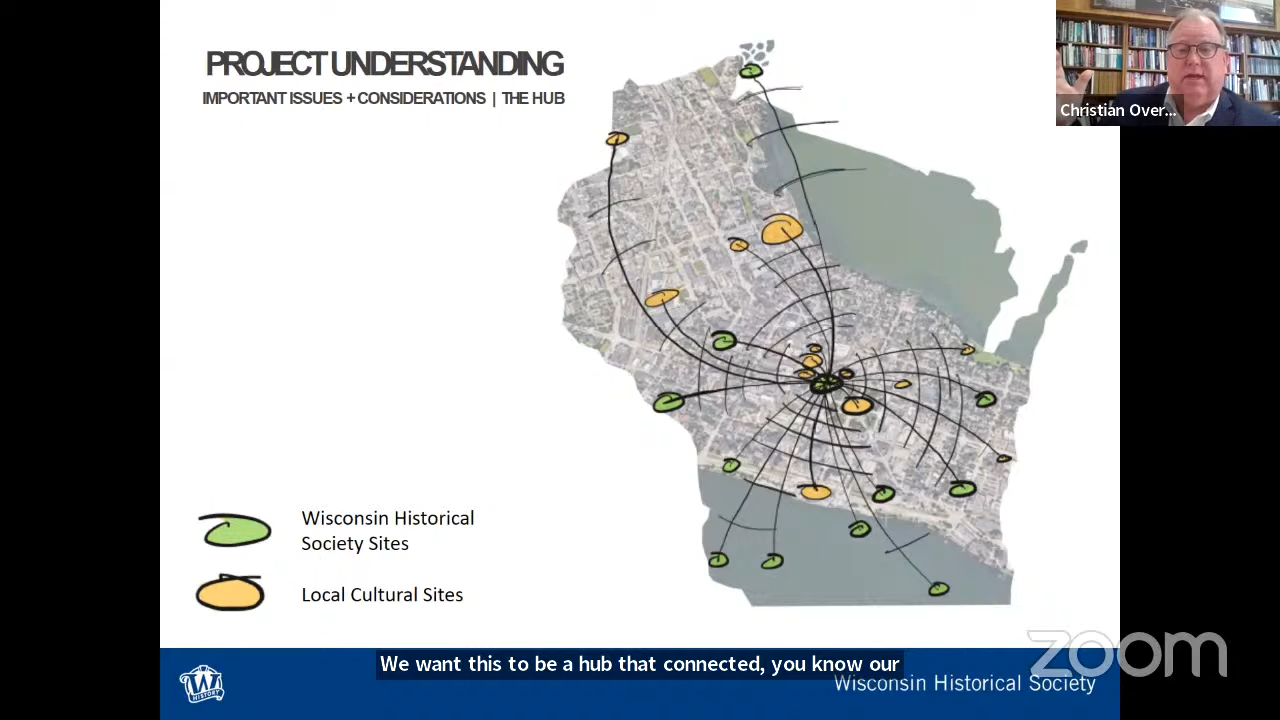 PROJECT UNDERSTANDING
IMPORTANT ISSUES + CONSIDERATIONS | THE HUB
Christian Over...
Wisconsin Historical
Society Sites
Local Cultural Sites
We want this to be a hub that connected, you know our
zoom
W
HISTORY
Wisconsin Historical Society